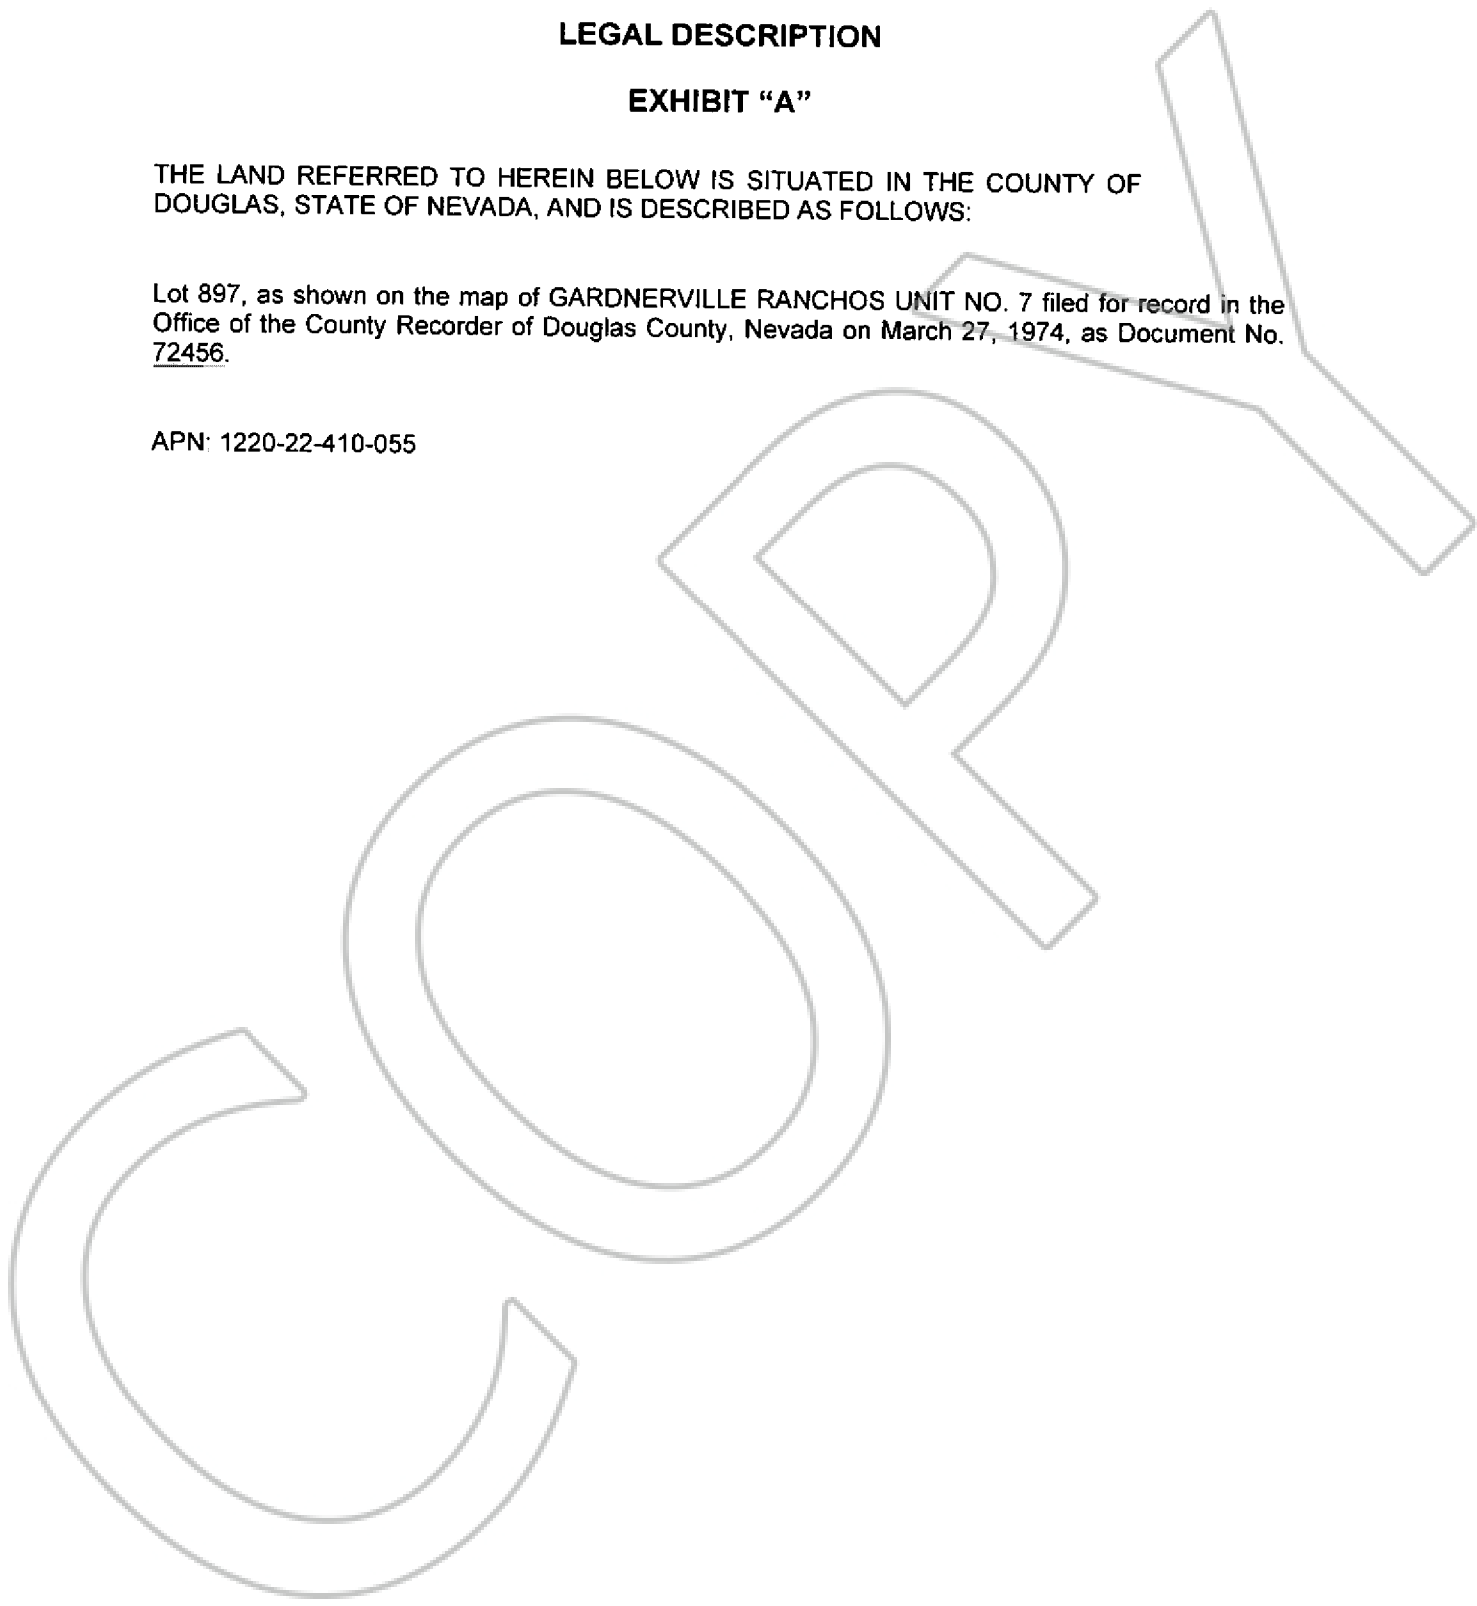 LEGAL DESCRIPTION
EXHIBIT “A”
THE LAND REFERRED TO HEREIN BELOW IS SITUATED IN THE COUNTY OF
DOUGLAS, STATE OF NEVADA, AND IS DESCRIBED AS FOLLOWS:
Lot 897, as shown on the map of GARDNERVILLE RANCHOS UNIT NO. 7 filed for record in the
Office of the County Recorder of Douglas County, Nevada on March 27, 1974, as Document No.
72456.
APN: 1220-22-410-055
COPY